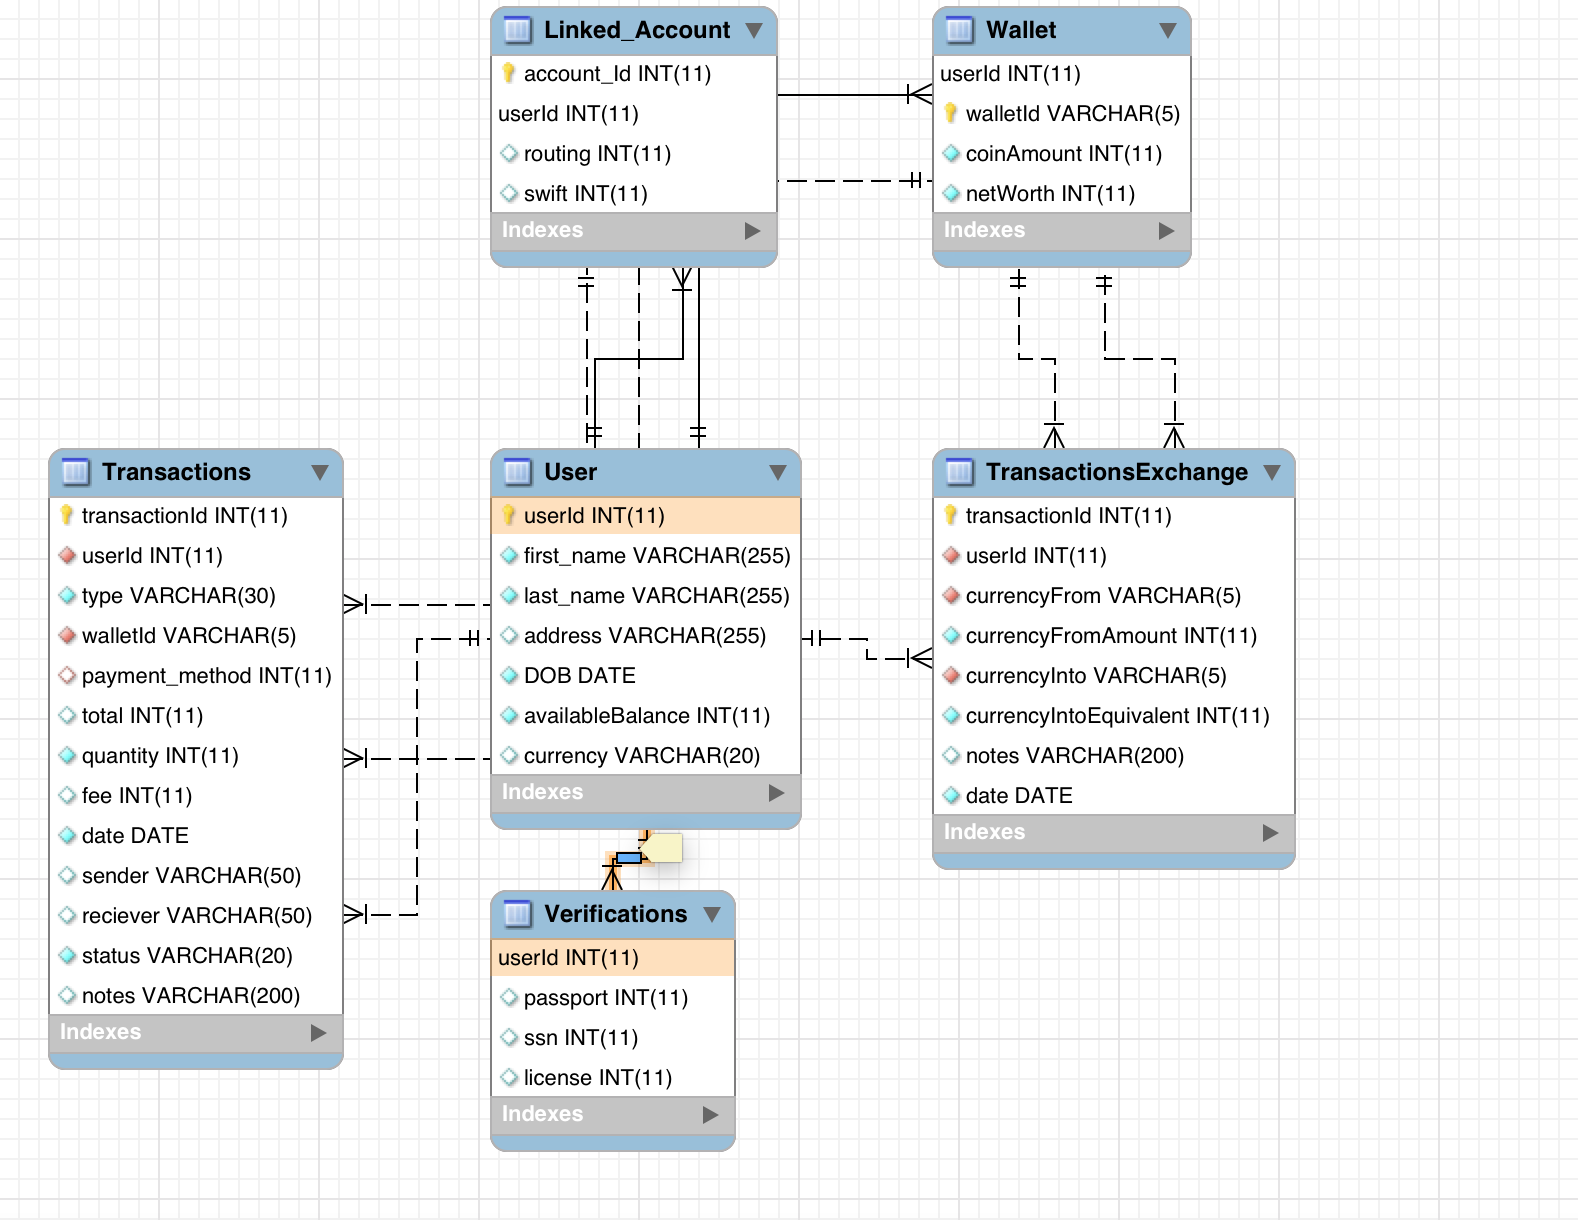 Linked_Account
account_Id INT(11)
userId INT(11)
routing INT(11)
swift INT(11)
Indexes
Wallet
userId INT(11)
walletId VARCHAR(5)
coinAmount INT(11)
netWorth INT(11)
Indexes
Transactions
transactionId INT(11)
userId INT(11)
type VARCHAR(30)
walletId VARCHAR(5)
payment_method INT(11)
total INT(11)
quantity INT(11)
fee INT(11)
date DATE
sender VARCHAR(50)
reciever VARCHAR(50)
status VARCHAR(20)
notes VARCHAR(200)
Indexes
User
userId INT(11)
first_name VARCHAR(255)
last_name VARCHAR(255)
address VARCHAR(255)
DOB DATE
availableBalance INT(11)
currency VARCHAR(20)
Indexes
TransactionsExchange
transactionId INT(11)
userId INT(11)
currencyFrom VARCHAR(5)
currencyFromAmount INT(11)
currencyInto VARCHAR(5)
currencyIntoEquivalent INT(11)
notes VARCHAR(200)
date DATE
Indexes
Verifications
userId INT(11)
passport INT(11)
ssn INT(11)
license INT(11)
Indexes